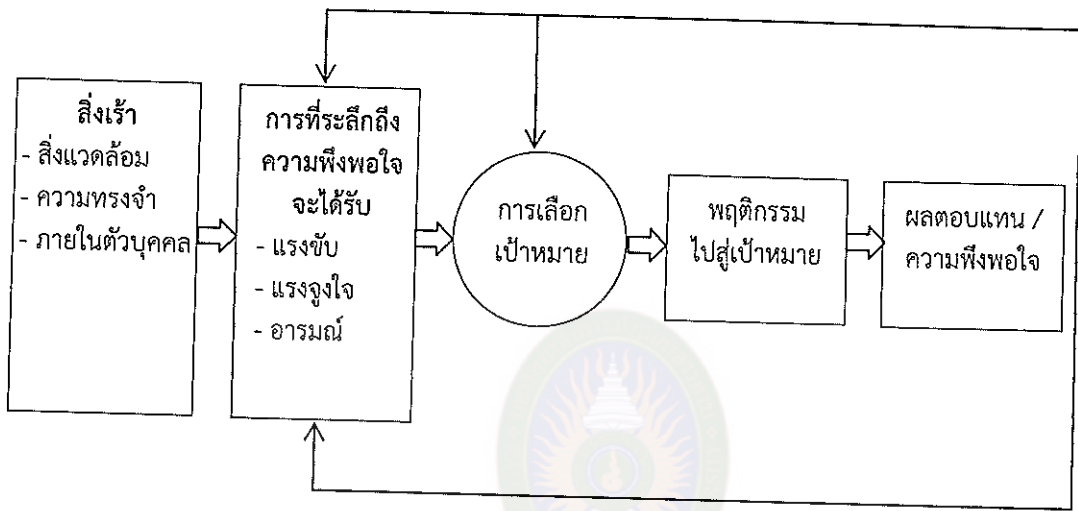 สิ่งเร้า
- สิ่งแวดล้อม
- ความทรงจำ
- ภายในตัวบุคคล
การที่ระลึกถึง
ความพึงพอใจ
จะได้รับ
- แรงขับ
- แรงจูงใจ
- อารมณ์
การเลือก
เป้าหมาย
พฤติกรรม
ไปสู่เป้าหมาย
ผลตอบแทน /
ความพึงพอใจ